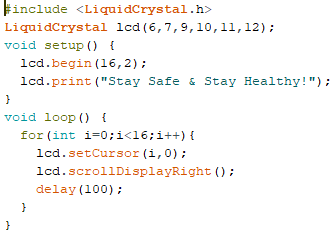 #include <LiquidCrystal.h>
LiquidCrystal lcd(6,7,9,10,11,12);
void setup() {
  lcd.begin(16,2);
  lcd.print("Stay Safe & Stay Healthy!");
}
void loop() {
  for(int i=0;i<16;i++){
    lcd.setCursor(i,0);
    lcd.scrollDisplayRight();
    delay(100);
  }
}